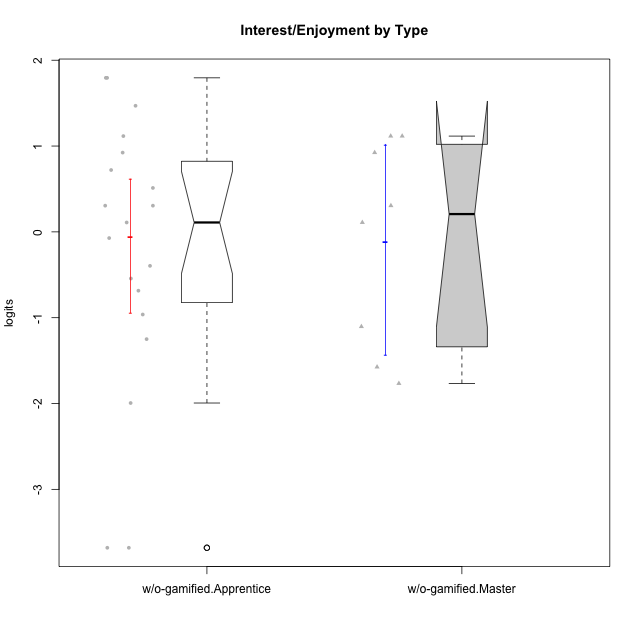 Interest/Enjoyment by Type
2
1
0
-1
-2
-3
logits
w/o-gamified.Apprentice
w/o-gamified.Master